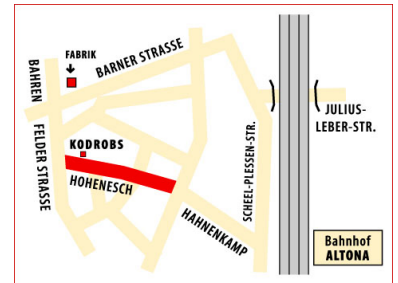 FABRIK
BARNER STRASSE
BAHREN
FELDER STRASSE
KODROBS
HOHENESCH
HAHNENKAMP
SCHEEL-PLESSEN-STR.
JULIUS-
LEBER-STR.
Bahnhof
ALTONA